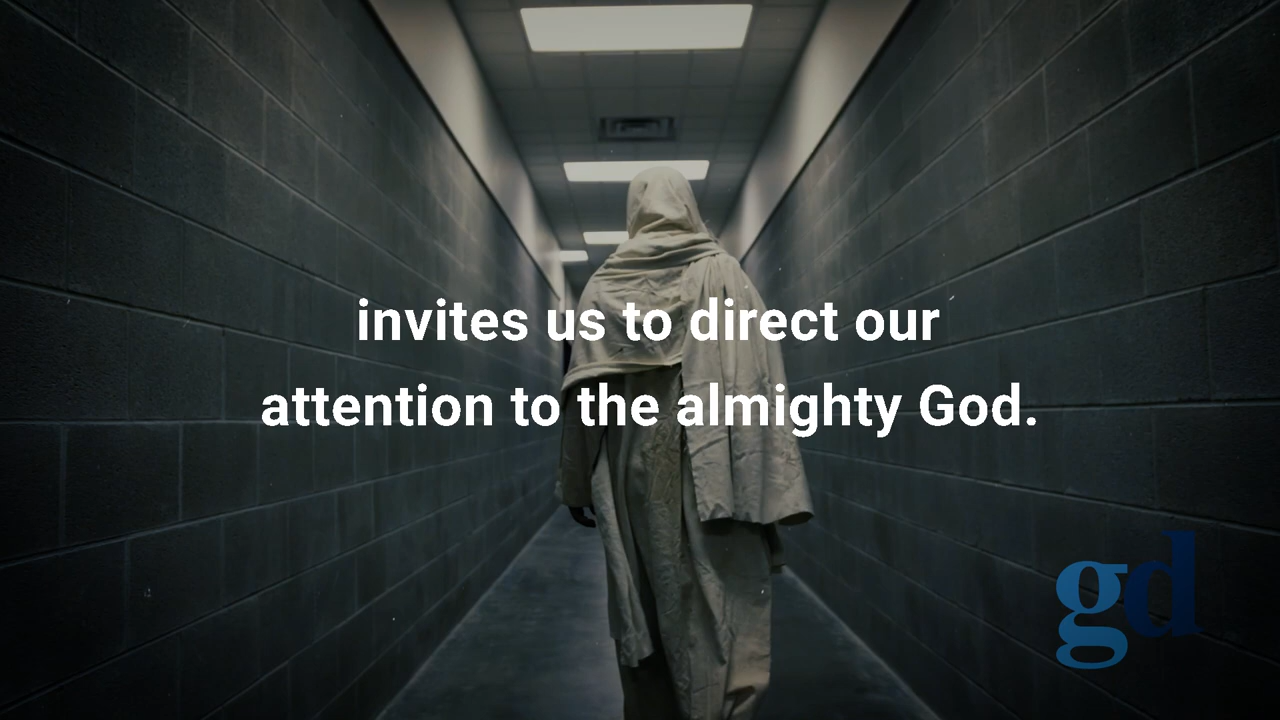 invites us to direct our
attention to the almighty God.
gd